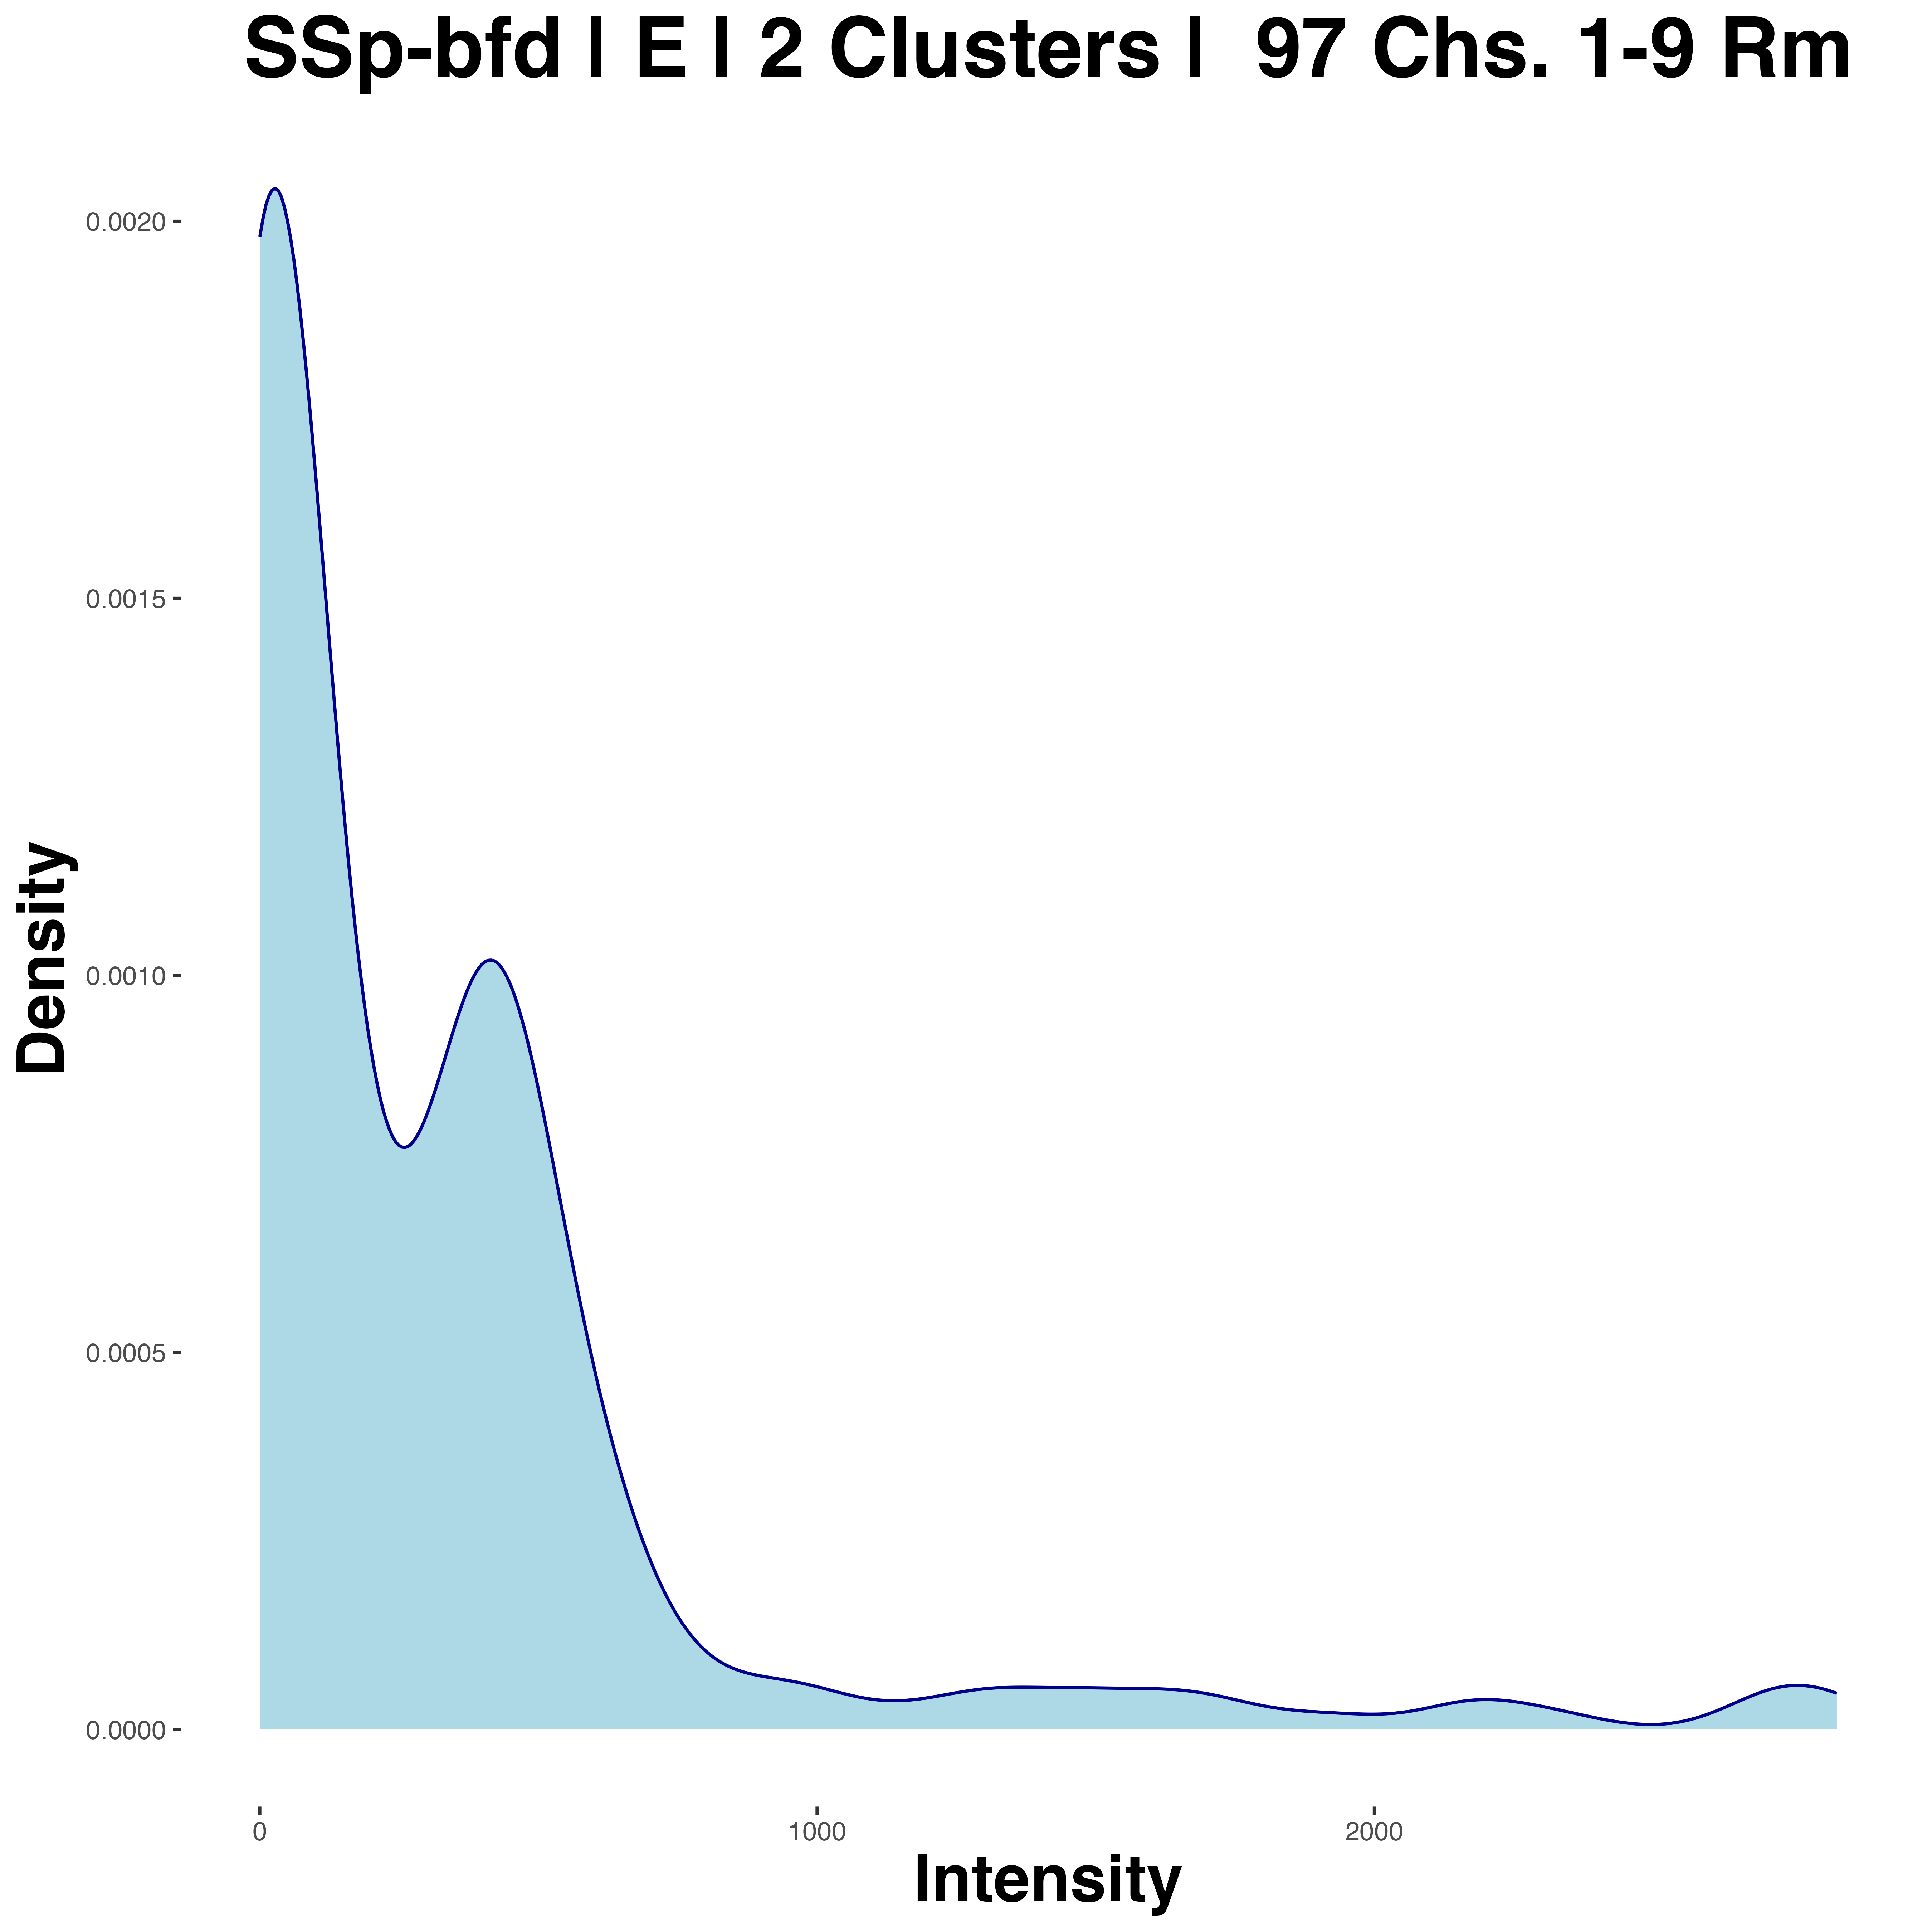 SSp-bfd | E | 2 Clusters |  97 Chs. 1-9 Rm
0.0020
0.0015
0.0010
0.0005
0.0000
Density
0 1000 2000
Intensity